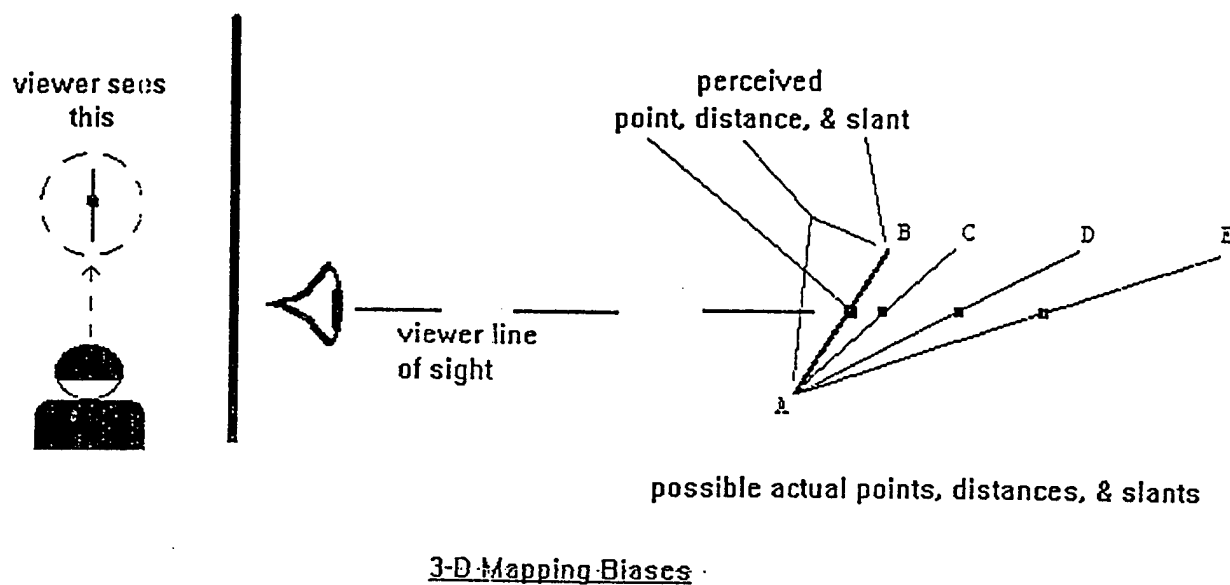 viewer sees
this
perceived
point, distance, & slant
B
C
D
E
viewer line
of sight
A
possible actual points, distances, & slants
3-D Mapping Biases